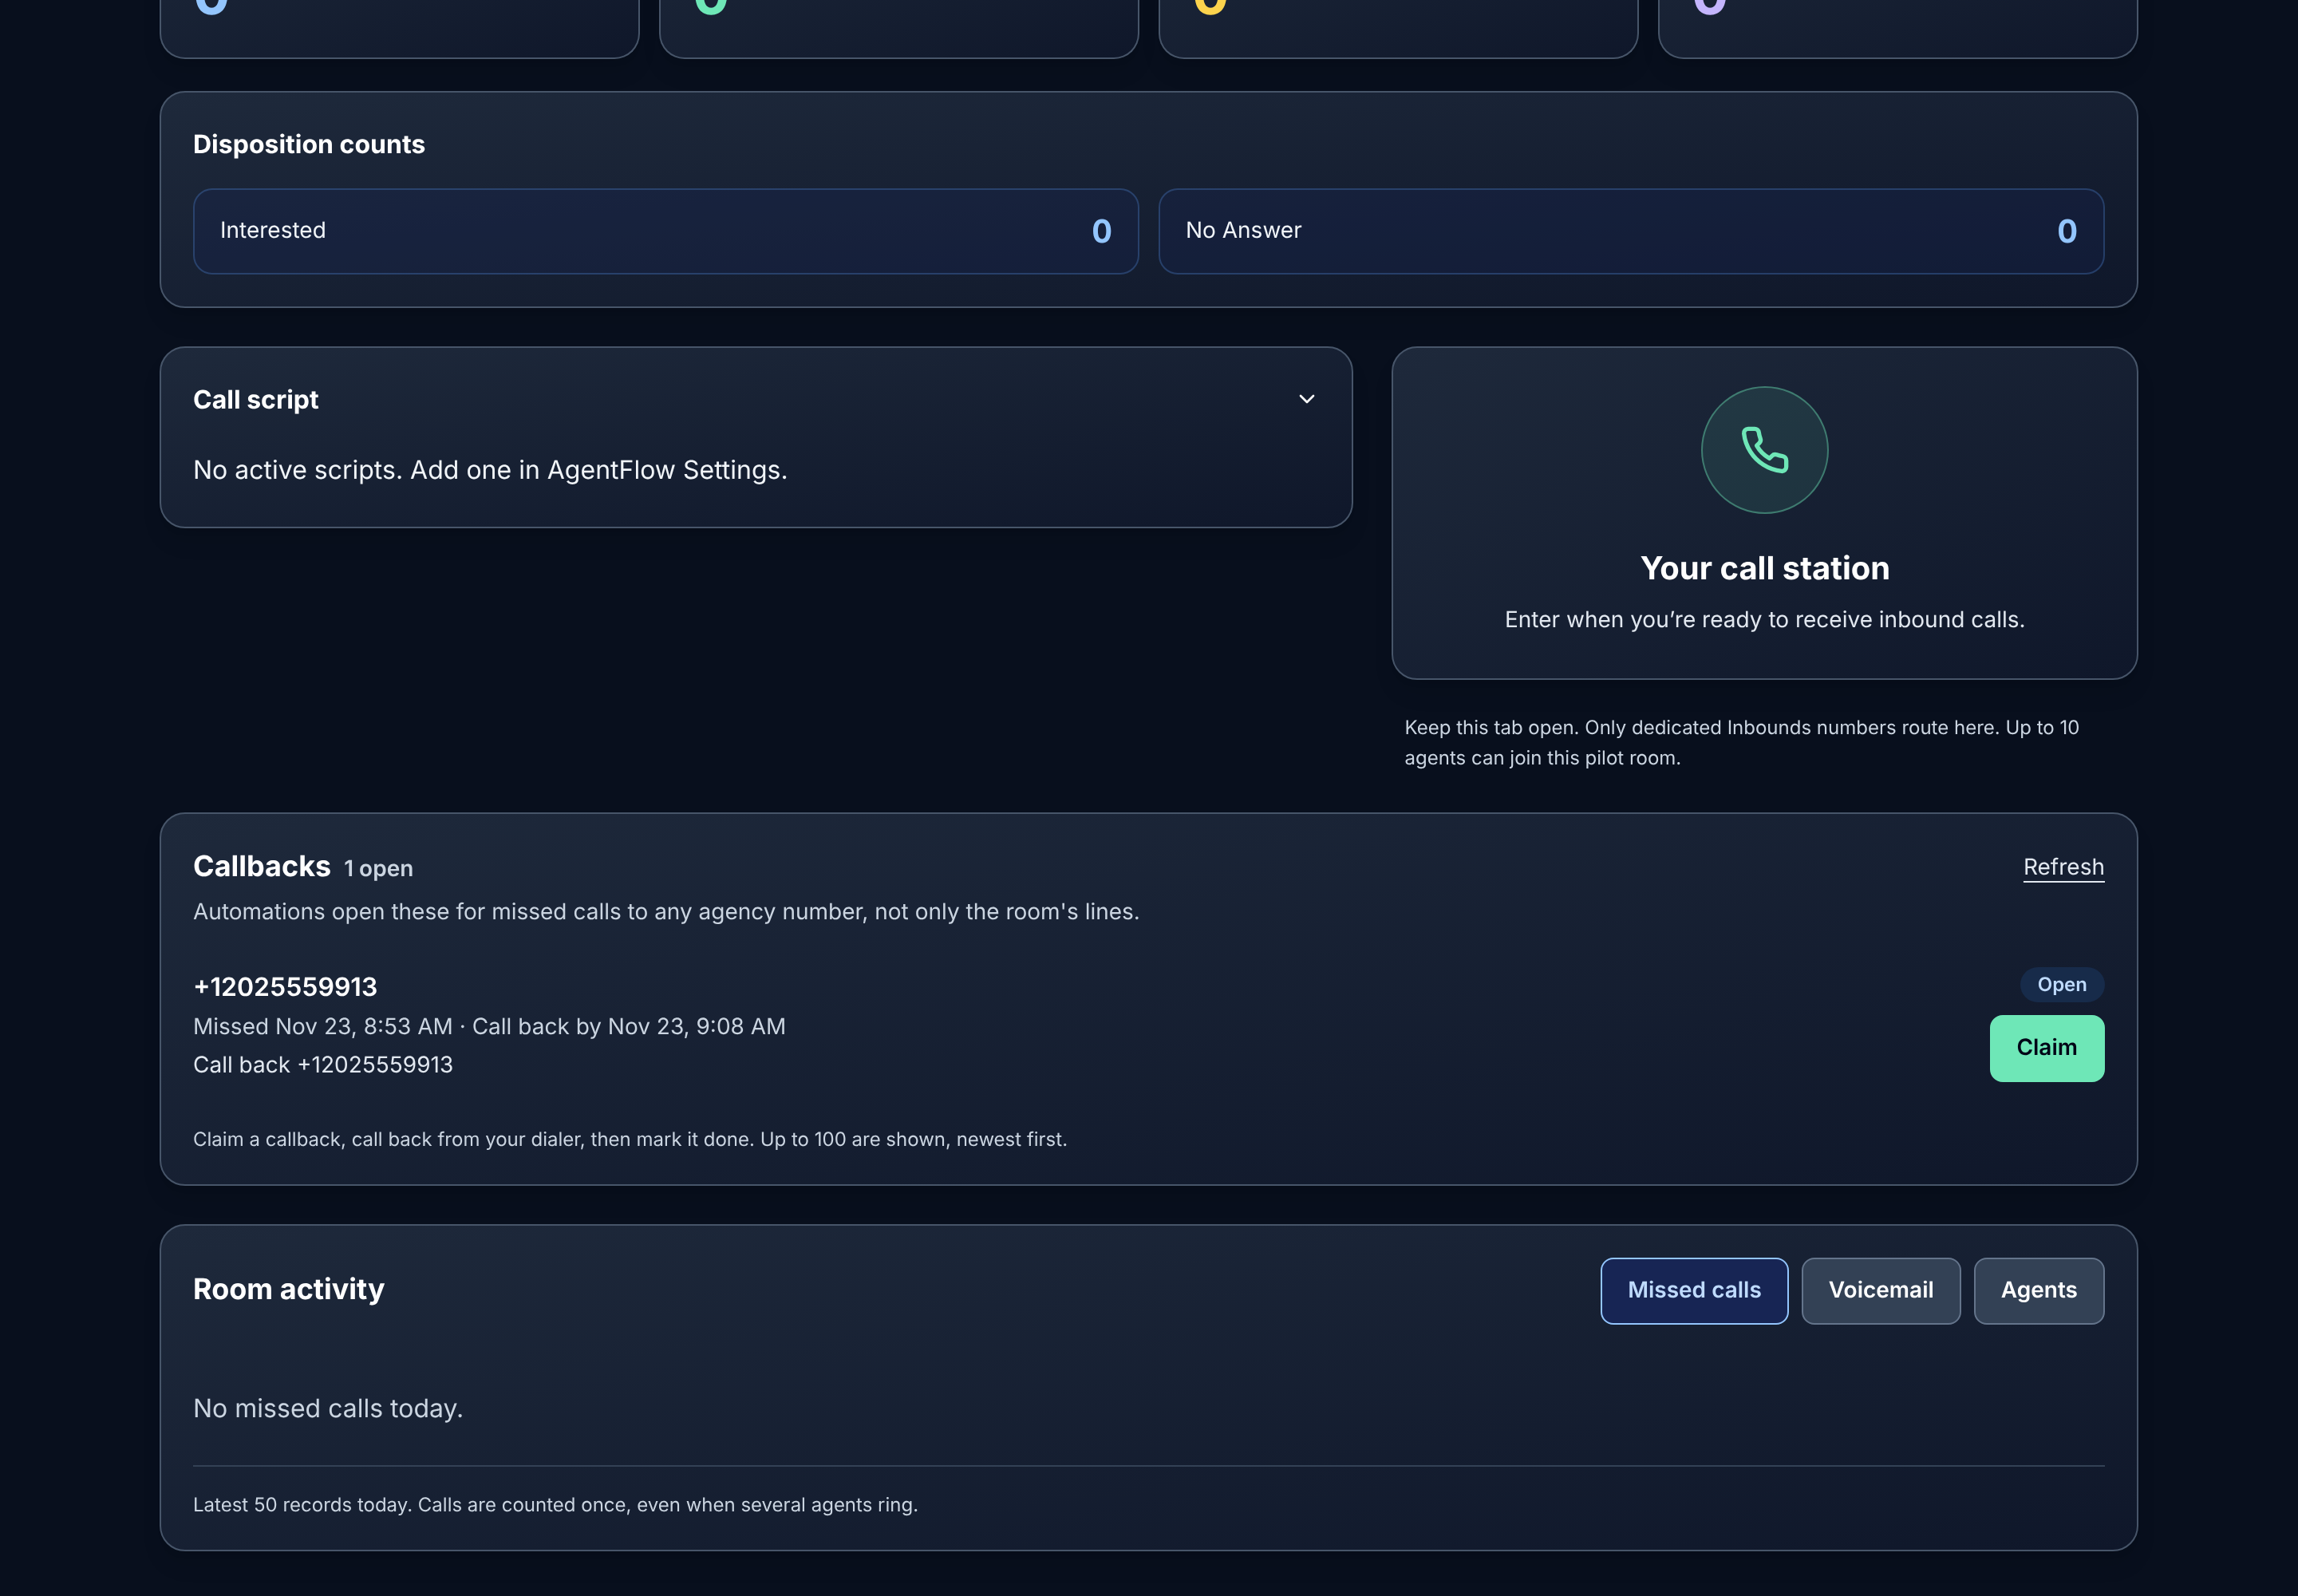 0
0
0
0
Disposition counts
Interested
0
No Answer
0
Call script
No active scripts. Add one in AgentFlow Settings.
Your call station
Enter when you’re ready to receive inbound calls.
Keep this tab open. Only dedicated Inbounds numbers route here. Up to 10
agents can join this pilot room.
Callbacks 1 open
Refresh
Automations open these for missed calls to any agency number, not only the room's lines.
+12025559913
Open
Missed Nov 23, 8:53 AM · Call back by Nov 23, 9:08 AM
Claim
Call back +12025559913
Claim a callback, call back from your dialer, then mark it done. Up to 100 are shown, newest first.
Room activity
Missed calls
Voicemail
Agents
No missed calls today.
Latest 50 records today. Calls are counted once, even when several agents ring.